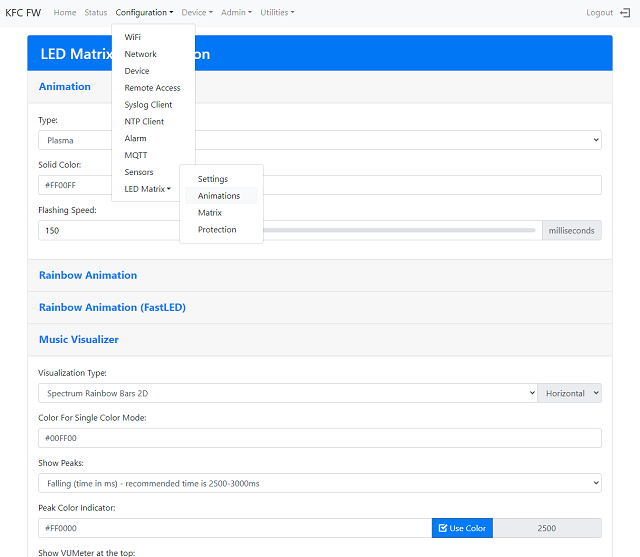 KFC FW Home Status Configuration Device Admin Utilities Logout
WiFi
LED Matrix
Network
Device
Animation
Remote Access
Syslog Client
NTP Client
Type:
Alarm
Plasma
MQTT
Solid Color:
Sensors
Settings
#FF00FF
LED Matrix
Animations
Flashing Speed:
Matrix
150
Protection
milliseconds
Rainbow Animation
Rainbow Animation (FastLED)
Music Visualizer
Visualization Type:
Spectrum Rainbow Bars 2D Horizontal
Color For Single Color Mode:
#00FF00
Show Peaks:
Falling (time in ms) - recommended time is 2500-3000ms
Peak Color Indicator:
#FF0000 Use Color 2500
Show VUMeter at the top: